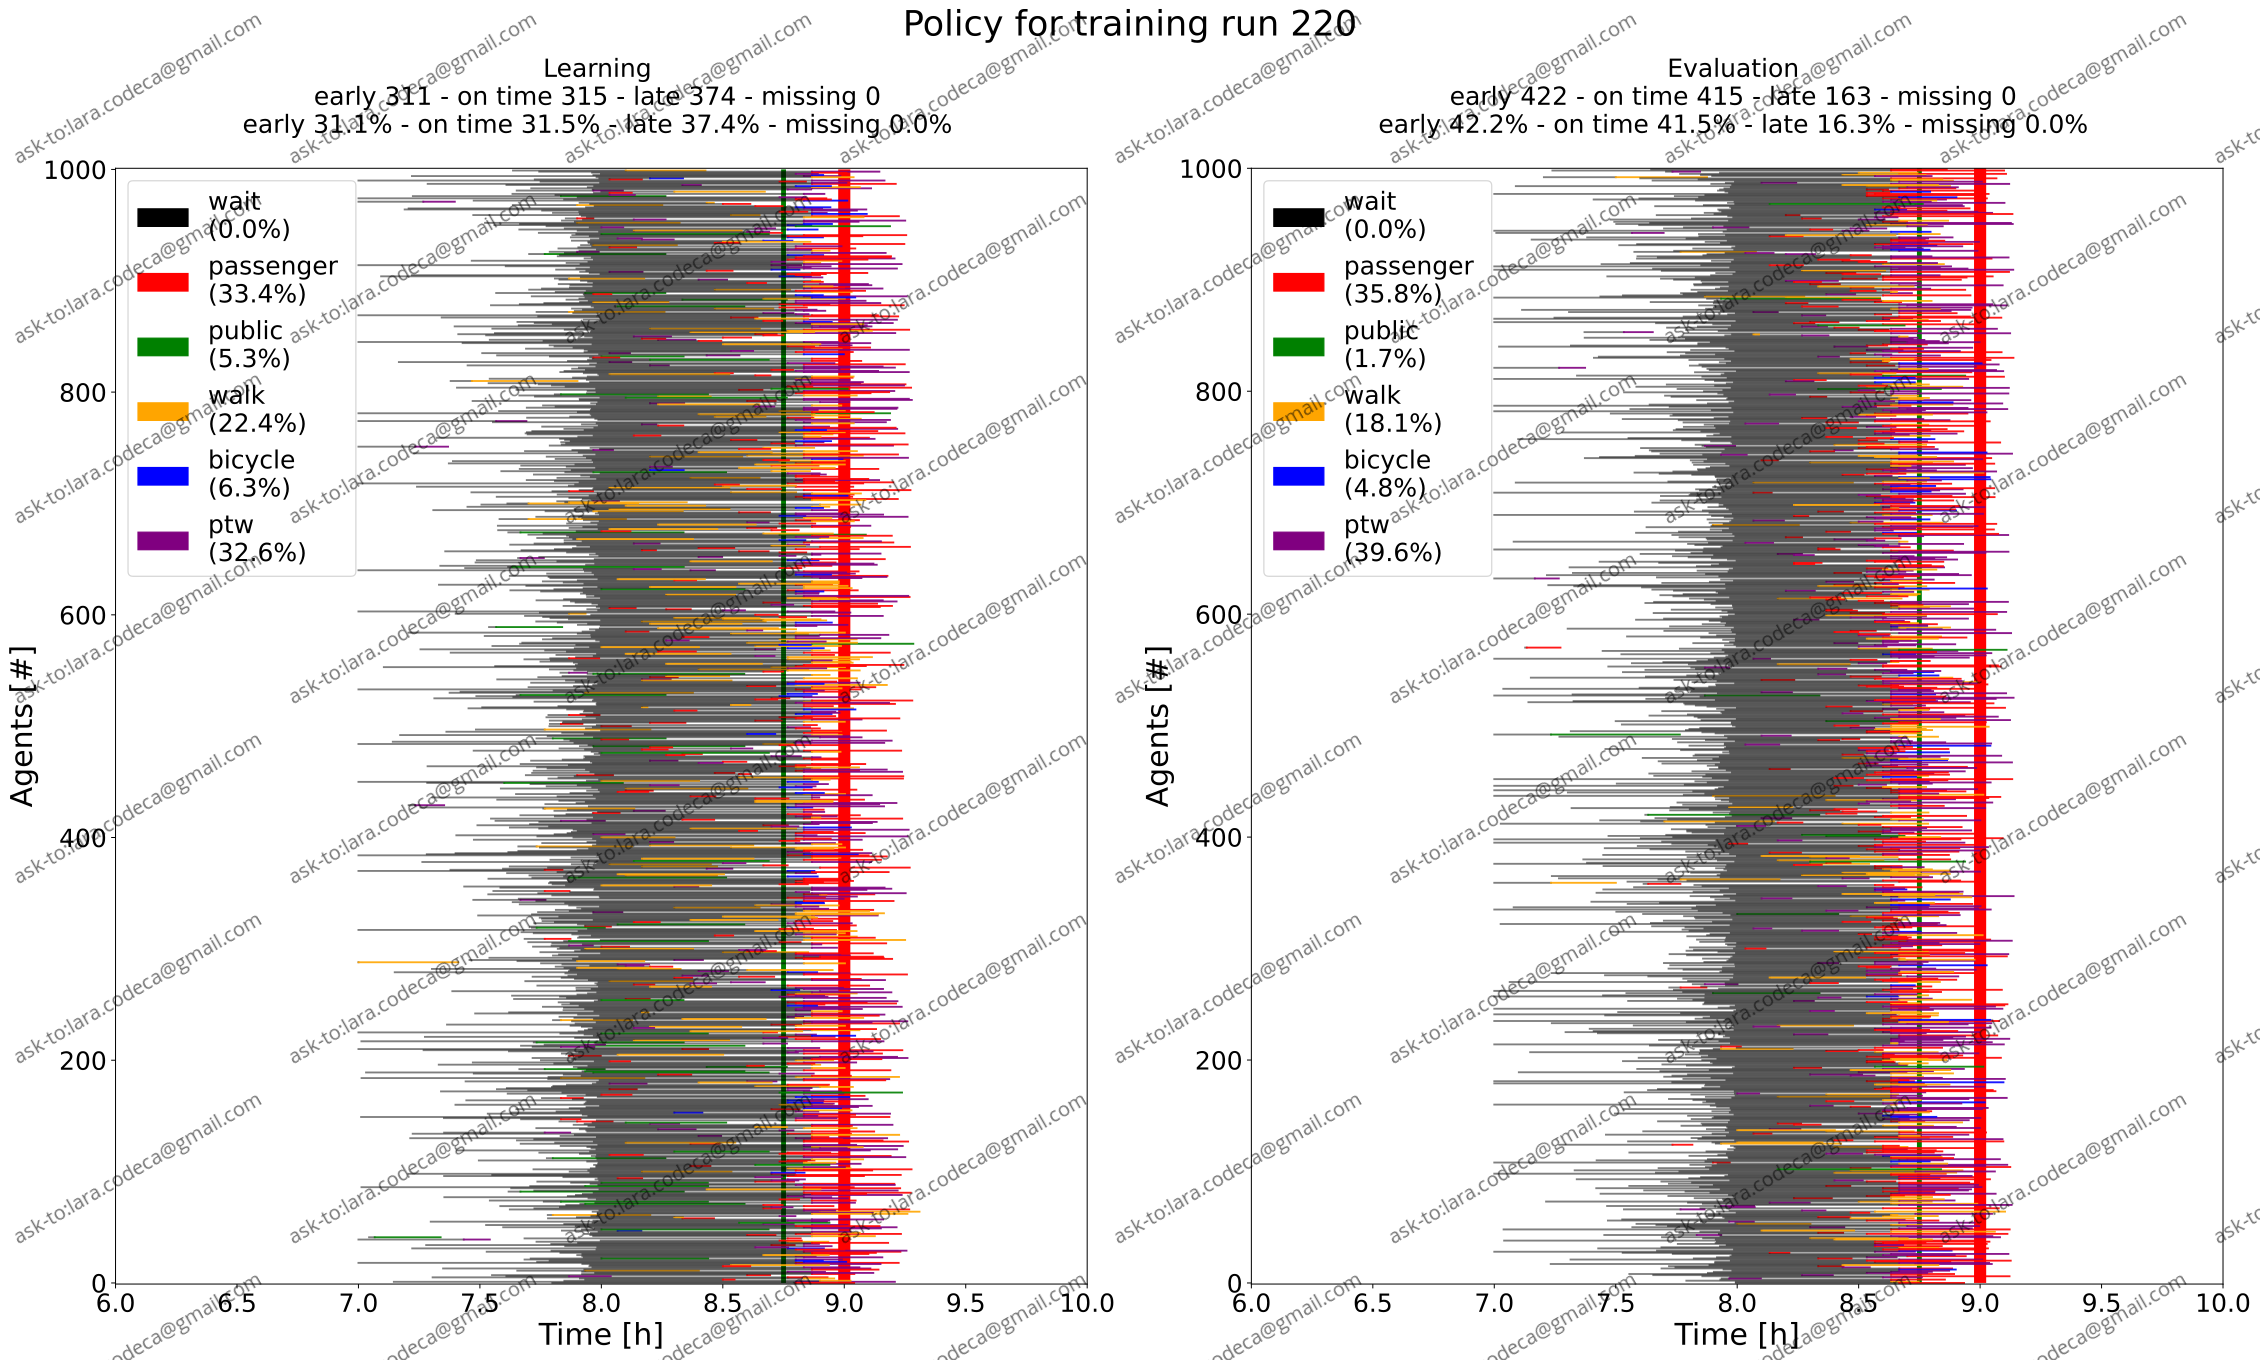 Policy for training run 220
Learning
early 311 - on time 315 - late 374 - missing 0
early 31.1% - on time 31.5% - late 37.4% - missing 0.0%
1000
800
600
400
200
0
Agents [#]
wait
(0.0%)
passenger
(33.4%)
public
(5.3%)
walk
(22.4%)
bicycle
(6.3%)
ptw
(32.6%)
6.0 6.5 7.0 7.5 8.0 8.5 9.0 9.5 10.0
Time [h]
Evaluation
early 422 - on time 415 - late 163 - missing 0
early 42.2% - on time 41.5% - late 16.3% - missing 0.0%
1000
800
600
400
200
0
Agents [#]
wait
(0.0%)
passenger
(35.8%)
public
(1.7%)
walk
(18.1%)
bicycle
(4.8%)
ptw
(39.6%)
6.0 6.5 7.0 7.5 8.0 8.5 9.0 9.5 10.0
Time [h]
ask-to:lara.codeca@gmail.com